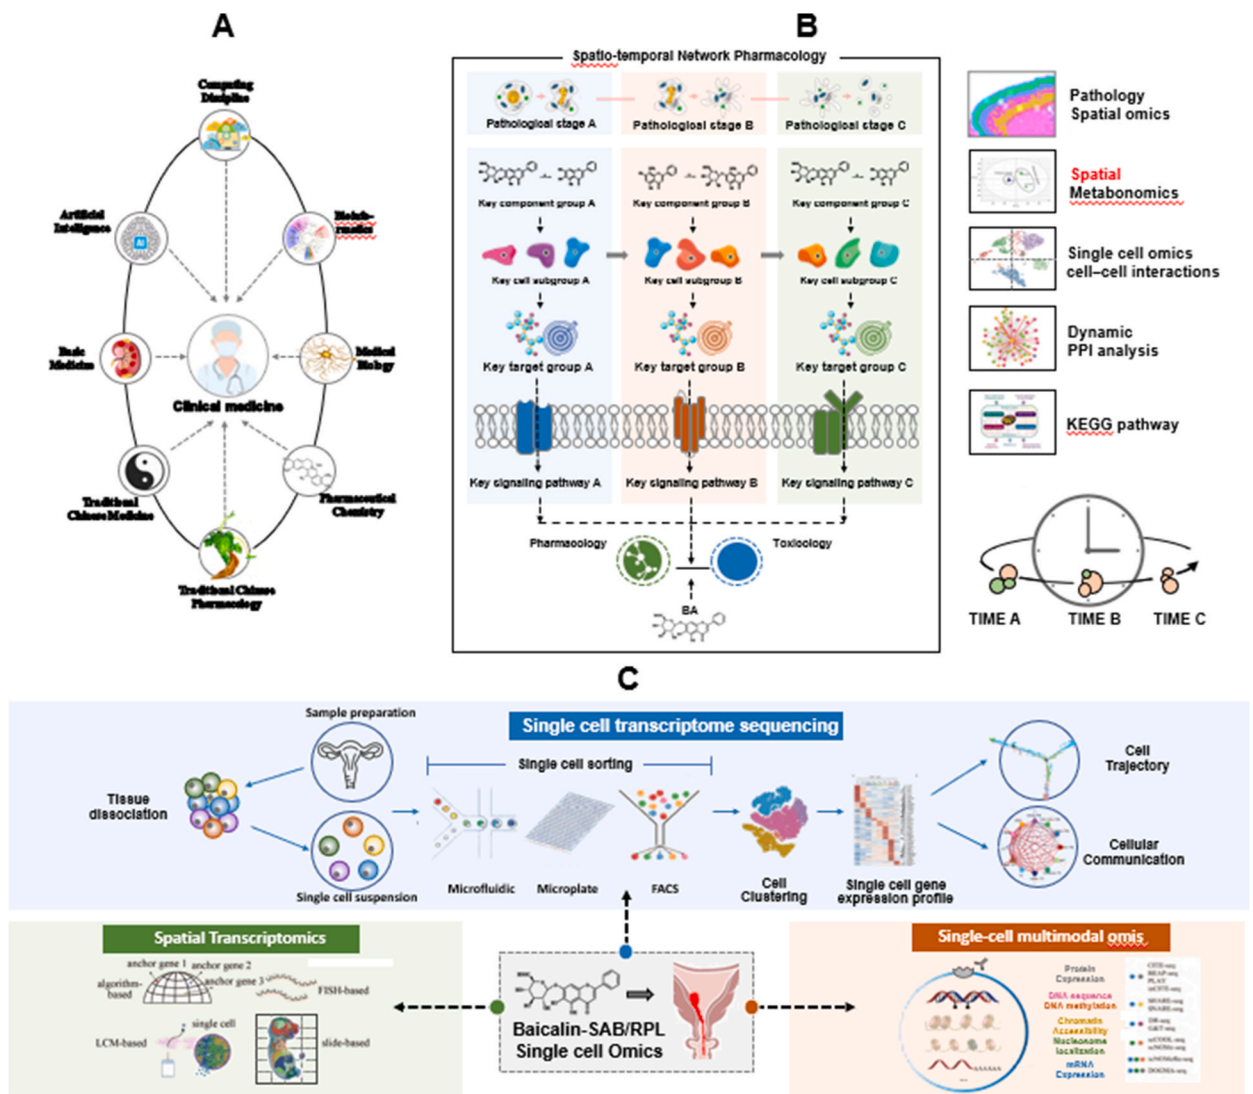 A
Computing
Discipline
Artificial
Intelligence
AI
Bioinfo-
rmatics
Basic
Medicine
Medical
Biology
Clinical medicine
Traditional
Chinese Medicine
Pharmaceutical
Chemistry
Traditional Chinese
Pharmacology
B
Spatio-temporal Network Pharmacology
Pathological stage A
Pathological stage B
Pathological stage C
Key component group A
Key component group B
Key component group C
Key cell subgroup A
Key cell subgroup B
Key cell subgroup C
Key target group A
Key target group B
Key target group C
Key signaling pathway A
Key signaling pathway B
Key signaling pathway C
Pharmacology
Toxicology
BA
Pathology
Spatial omics
Spatial
Metabonomics
Single cell omics
cell–cell interactions
Dynamic
PPI analysis
KEGG pathway
TIME A
TIME B
TIME C
C
Single cell transcriptome sequencing
Sample preparation
Tissue
dissociation
Single cell suspension
Single cell sorting
Microfluidic
Microplate
FACS
Cell
Clustering
Single cell gene
expression profile
Cell
Trajectory
Cellular
Communication
Spatial Transcriptomics
anchor gene 1
anchor gene 2
anchor gene 3
algorithm-
based
FISH-based
LCM-based
single cell
slide-based
Baicalin-SAB/RPL
Single cell Omics
Single-cell multimodal omis
Protein
Expression
DNA sequence
DNA methylation
Chromatin
Accessibility
Nucleosome
localization
mRNA
Expression
AAAAAA
CITE-seq
REAP-seq